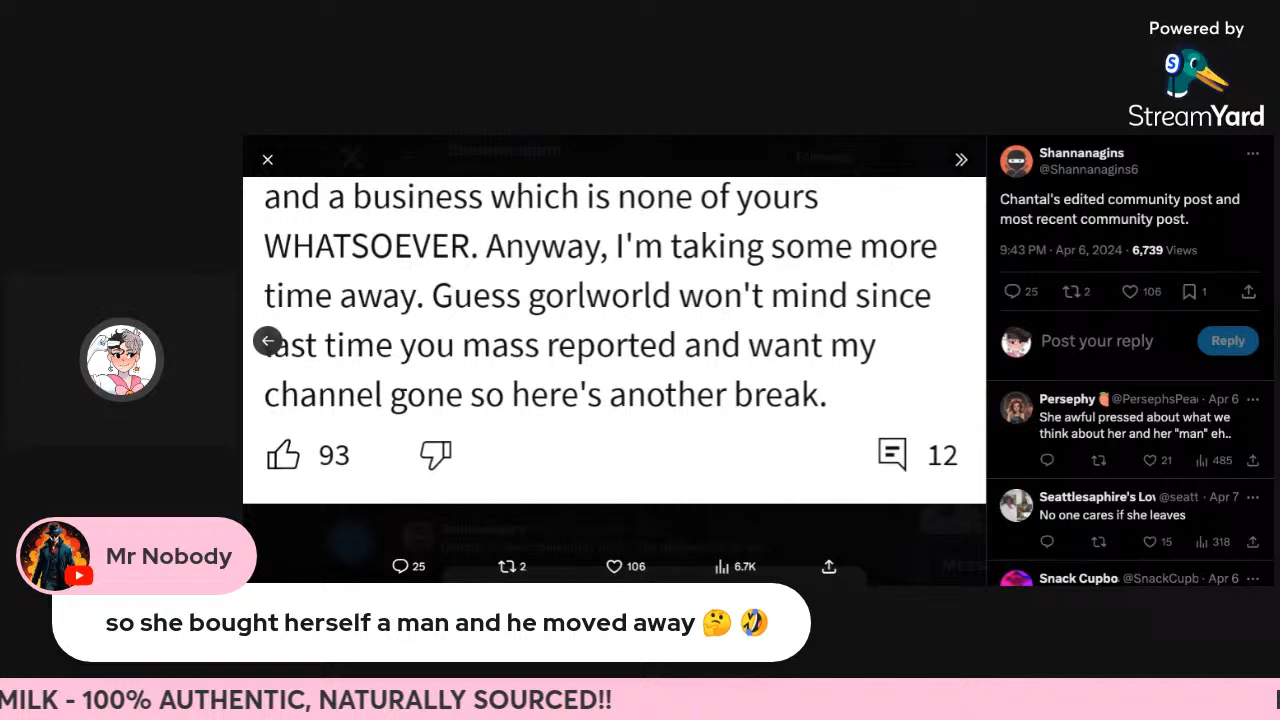 Powered by
StreamYard
and a business which is none of yours
WHATSOEVER. Anyway, I'm taking some more
time away. Guess gorlworld won't mind since
last time you mass reported and want my
channel gone so here's another break.
93
12
25
2
106
6.7K
Shannanagins
@Shannanagins6
Chantal's edited community post and
most recent community post.
9:43 PM · Apr 6, 2024 · 6,739 Views
25
2
106
1
Post your reply
Reply
Persephy 🍑 @PersephsPea · Apr 6
She awful pressed about what we
think about her and her "man" eh..
21
485
Seattlesaphire's Lov @seatt · Apr 7
No one cares if she leaves
15
318
Snack Cupbo @SnackCupb · Apr 6
Mr Nobody
so she bought herself a man and he moved away 🤔 🤣
MILK - 100% AUTHENTIC, NATURALLY SOURCED!!